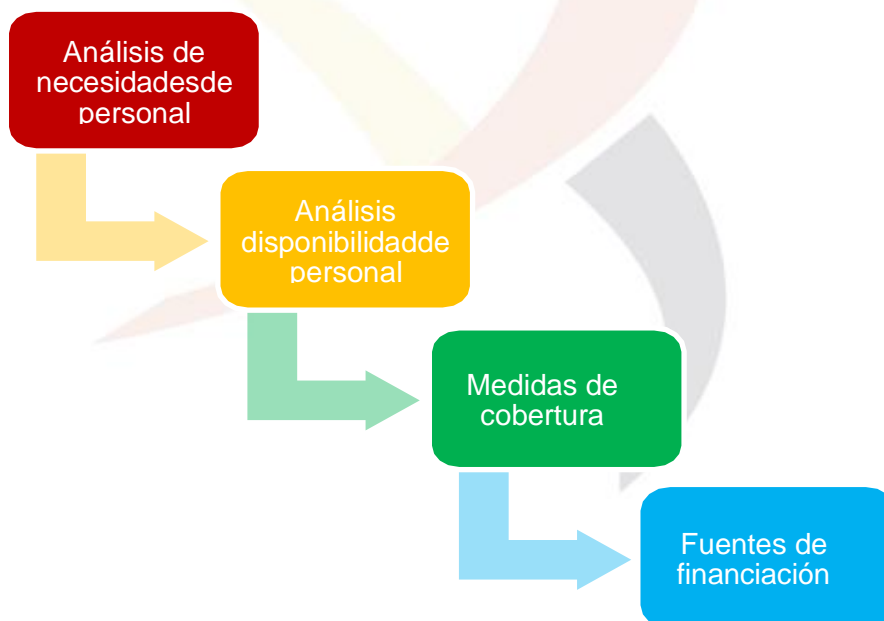 Análisis de
necesidadesde
personal
Análisis
disponibilidadde
personal
Medidas de
cobertura
Fuentes de
financiación